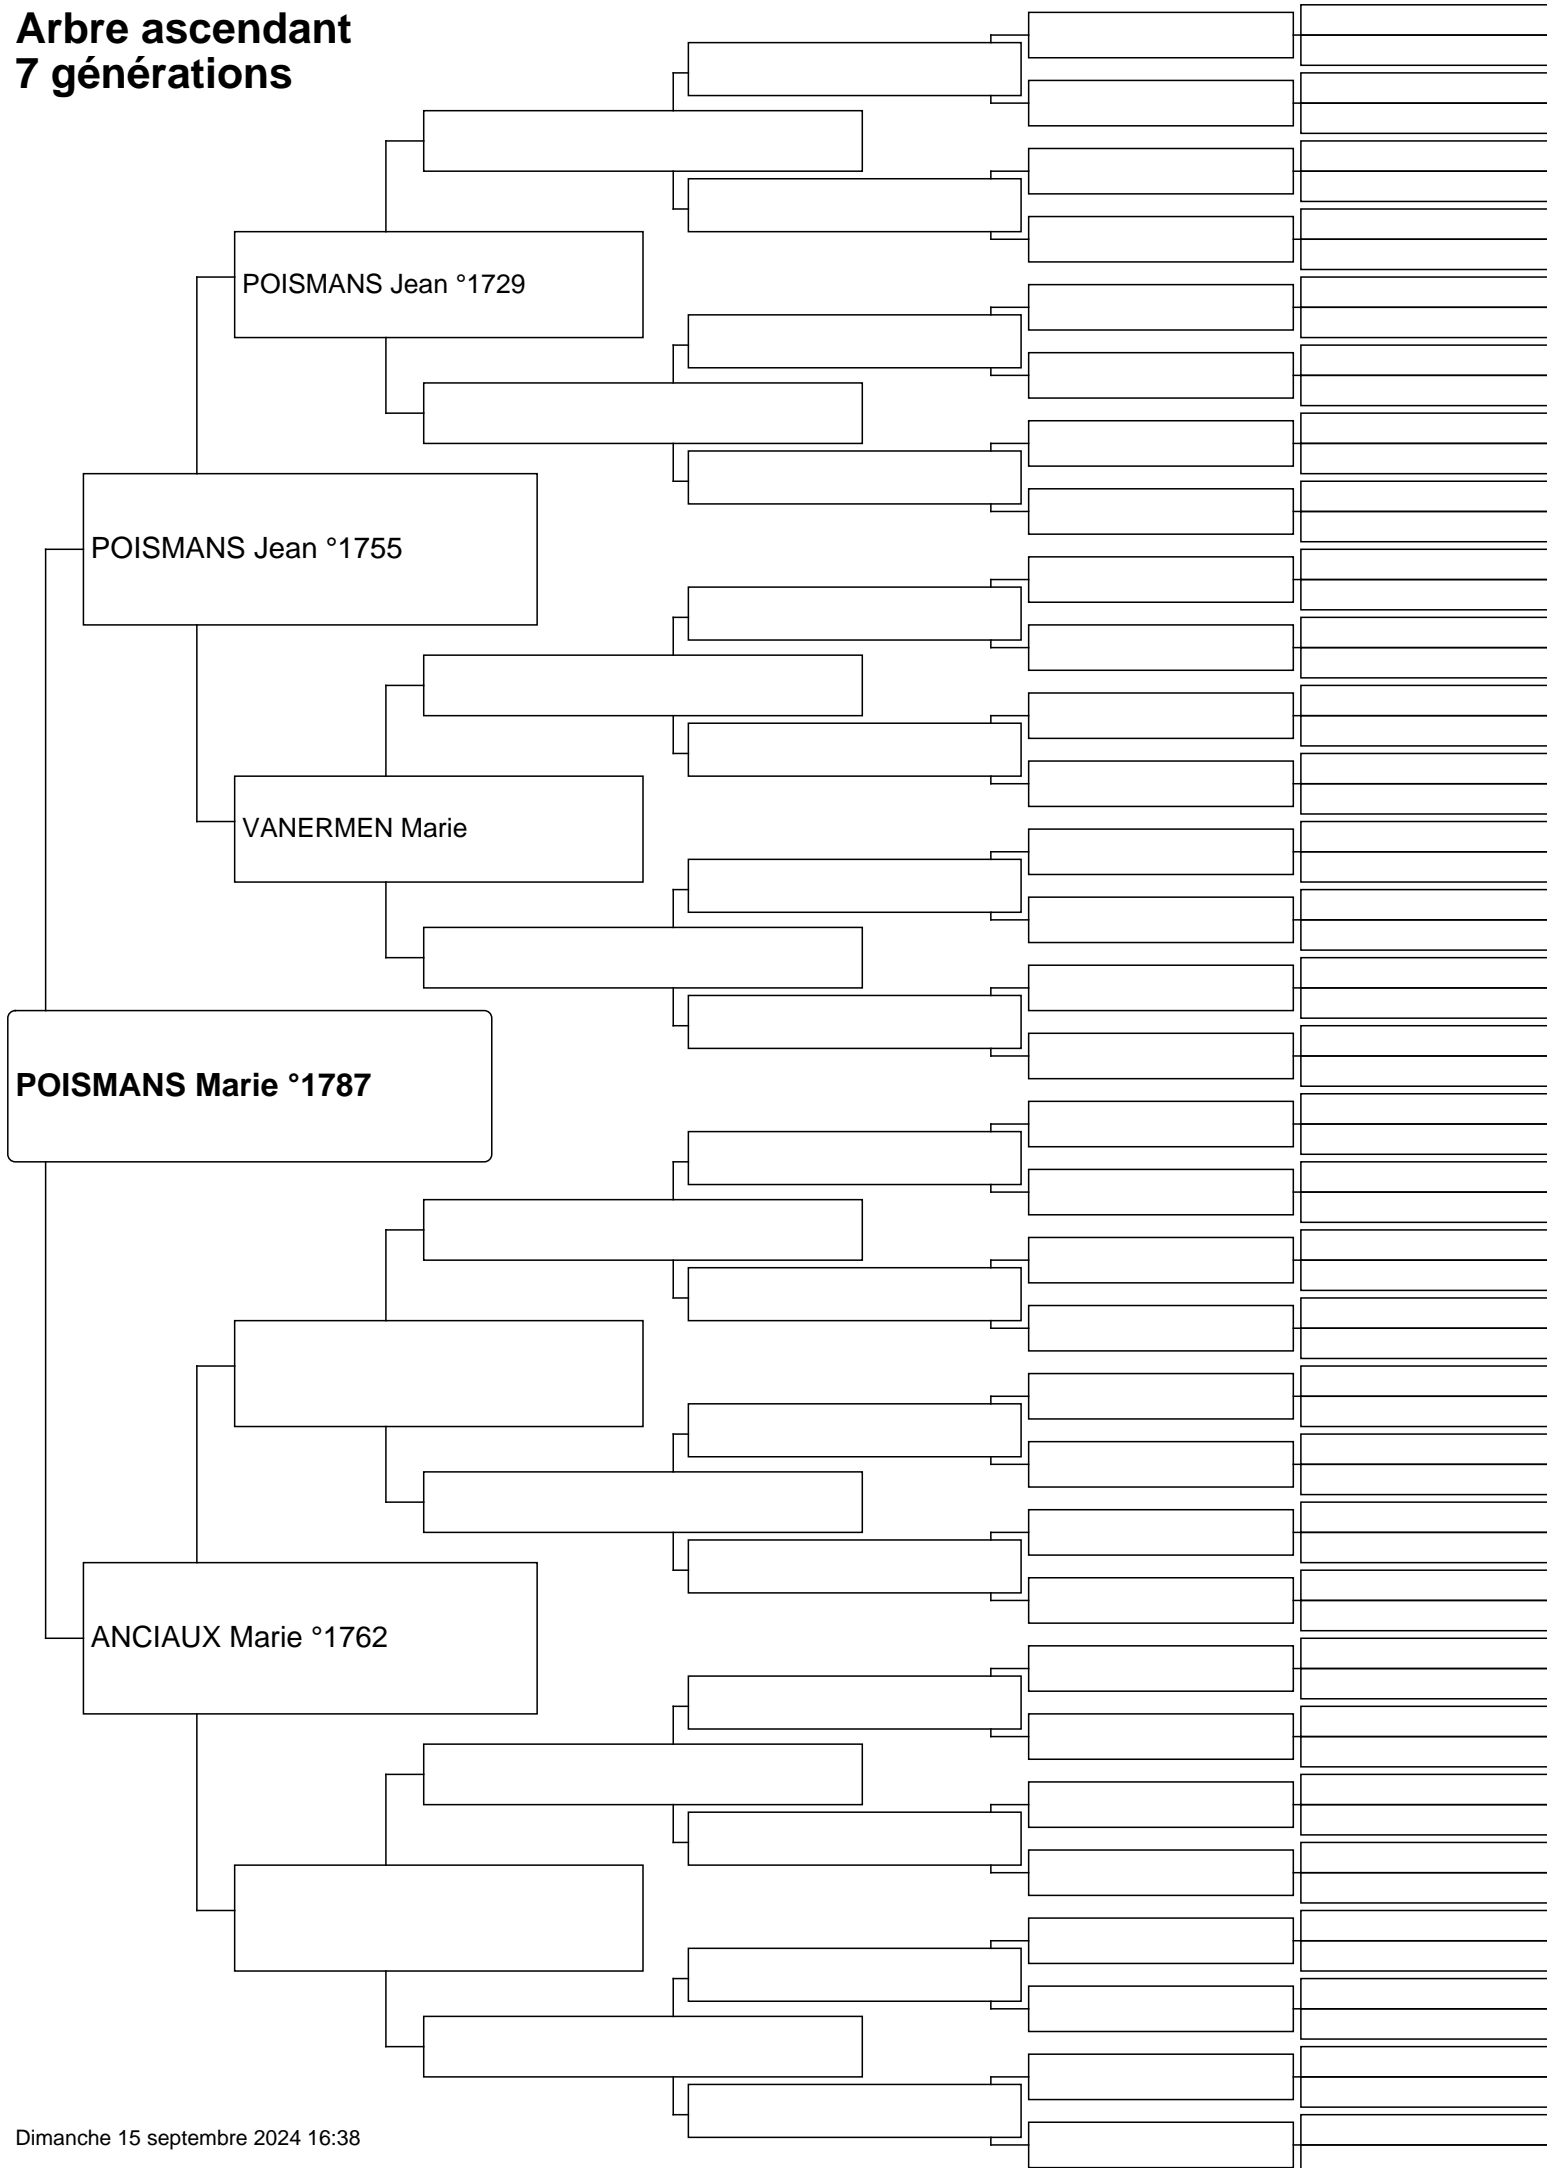 Arbre ascendant
7 générations
POISMANS Jean °1729
POISMANS Jean °1755
VANERMEN Marie
POISMANS Marie °1787
ANCIAUX Marie °1762
Dimanche 15 septembre 2024 16:38